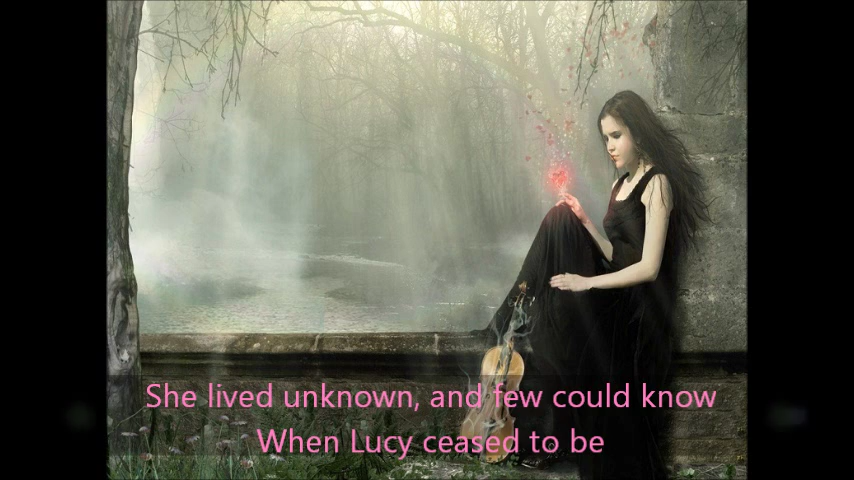 She lived unknown, and few could know
When Lucy ceased to be